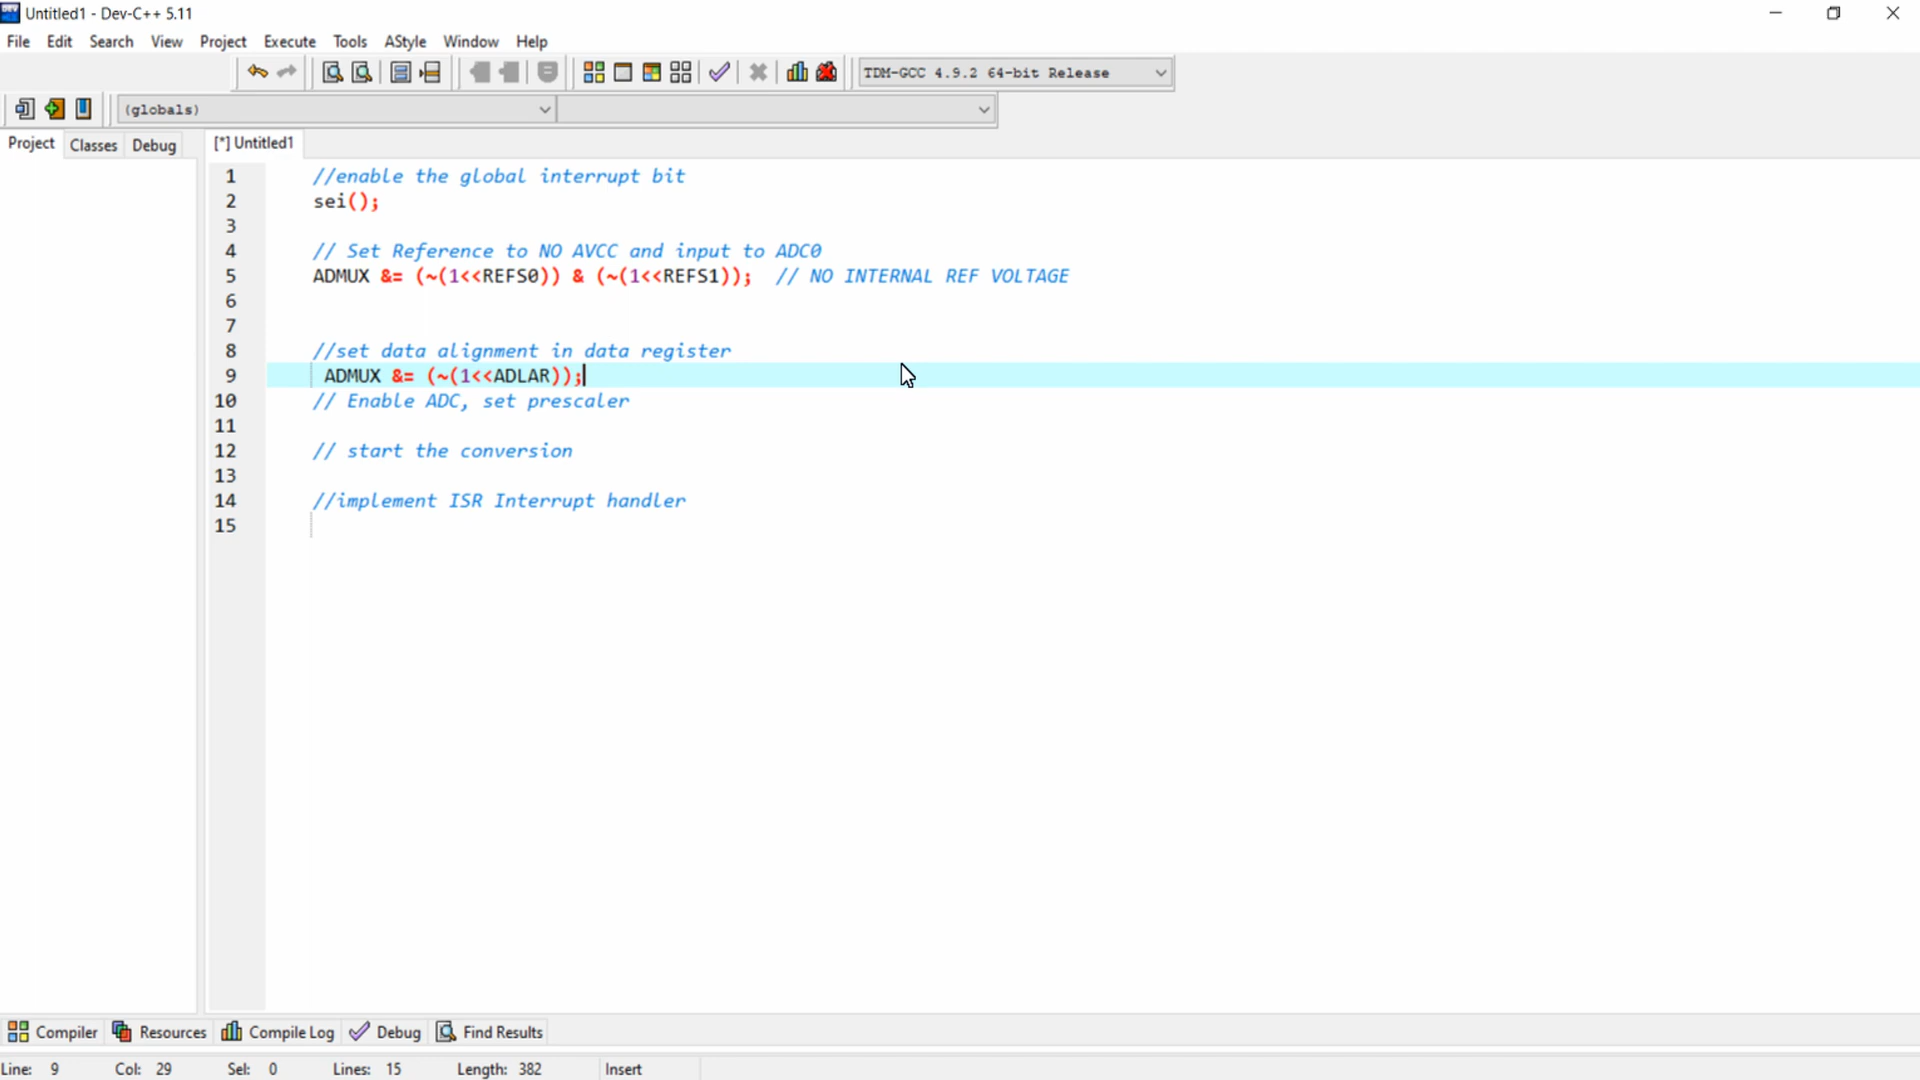 Untitled1 - Dev-C++ 5.11
File Edit Search View Project Execute Tools AStyle Window Help
TDM-GCC 4.9.2 64-bit Release
(globals)
Project Classes Debug [*] Untitled1
1 //enable the global interrupt bit
2 sei();
3
4 // Set Reference to NO AVCC and input to ADC0
5 ADMUX &= (~(1<<REFS0)) & (~(1<<REFS1)); // NO INTERNAL REF VOLTAGE
6
7
8 //set data alignment in data register
9 ADMUX &= (~(1<<ADLAR));
10 // Enable ADC, set prescaler
11
12 // start the conversion
13
14 //implement ISR Interrupt handler
15
Compiler Resources Compile Log Debug Find Results
Line: 9 Col: 29 Sel: 0 Lines: 15 Length: 382 Insert